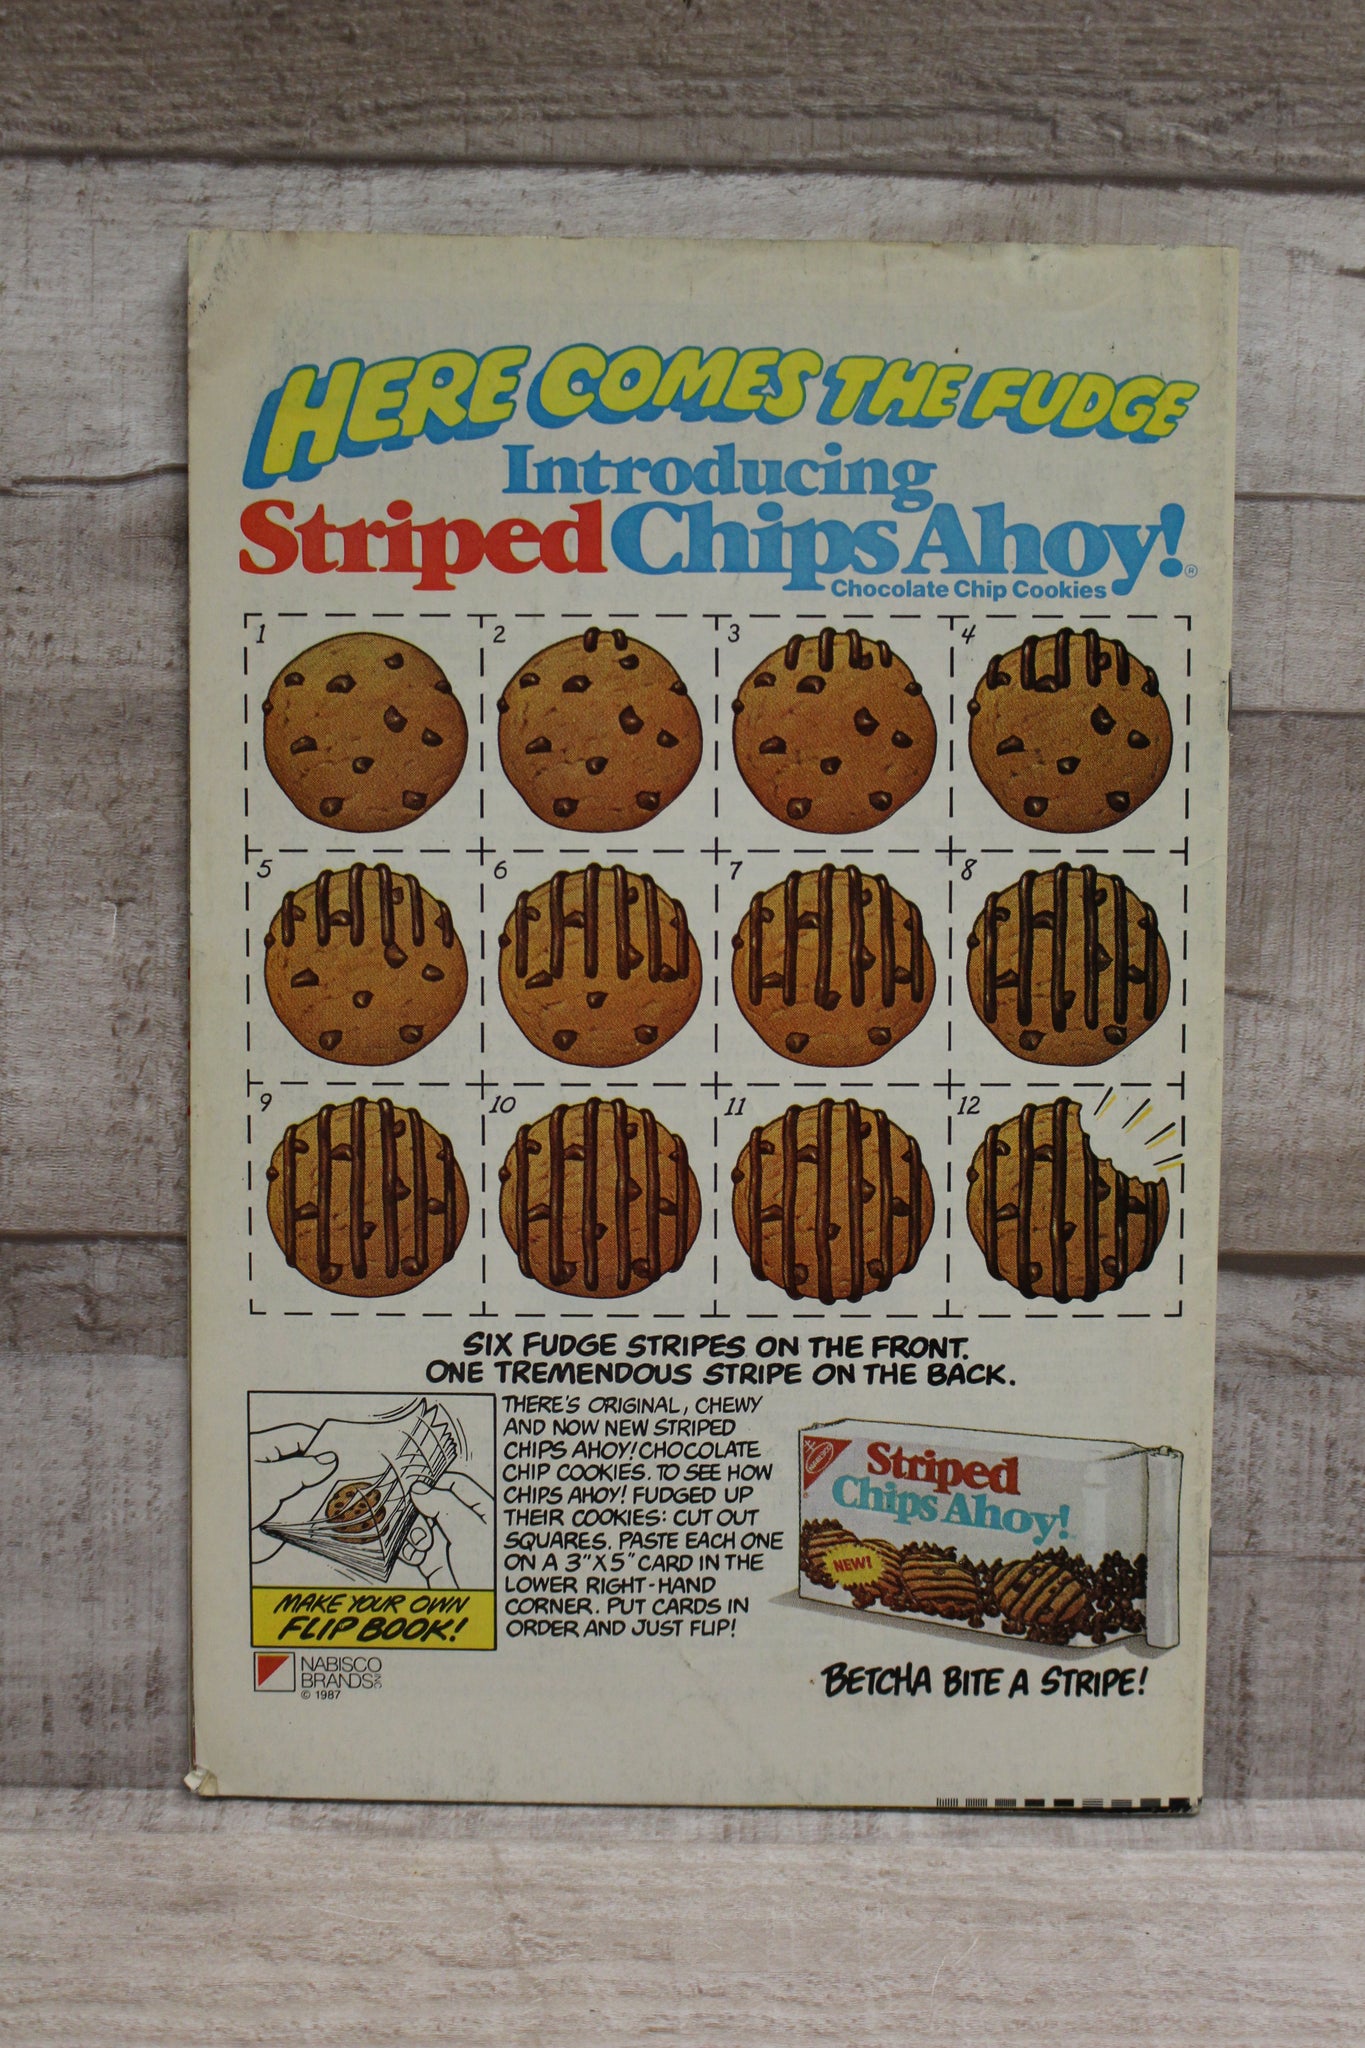 HERE COMES THE FUDGE
Introducing
Striped Chips Ahoy!®
Chocolate Chip Cookies
1
2
3
4
5
6
7
8
9
10
11
12
SIX FUDGE STRIPES ON THE FRONT.
ONE TREMENDOUS STRIPE ON THE BACK.
THERE'S ORIGINAL, CHEWY
AND NOW NEW STRIPED
CHIPS AHOY! CHOCOLATE
CHIP COOKIES. TO SEE HOW
CHIPS AHOY! FUDGED UP
THEIR COOKIES: CUT OUT
SQUARES. PASTE EACH ONE
ON A 3"X5" CARD IN THE
LOWER RIGHT-HAND
CORNER. PUT CARDS IN
ORDER AND JUST FLIP!
MAKE YOUR OWN
FLIP BOOK!
NABISCO
BRANDS INC
© 1987
NABISCO
Striped
Chips Ahoy!
NEW!
BETCHA BITE A STRIPE!